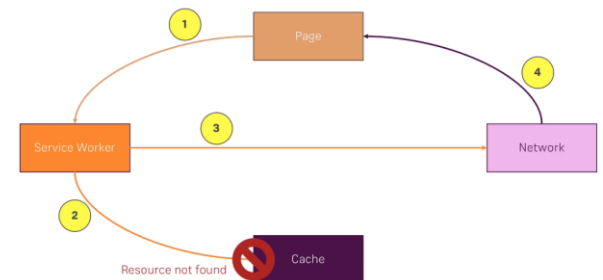 1
Page
4
3
Service Worker
Network
2
Cache
Resource not found